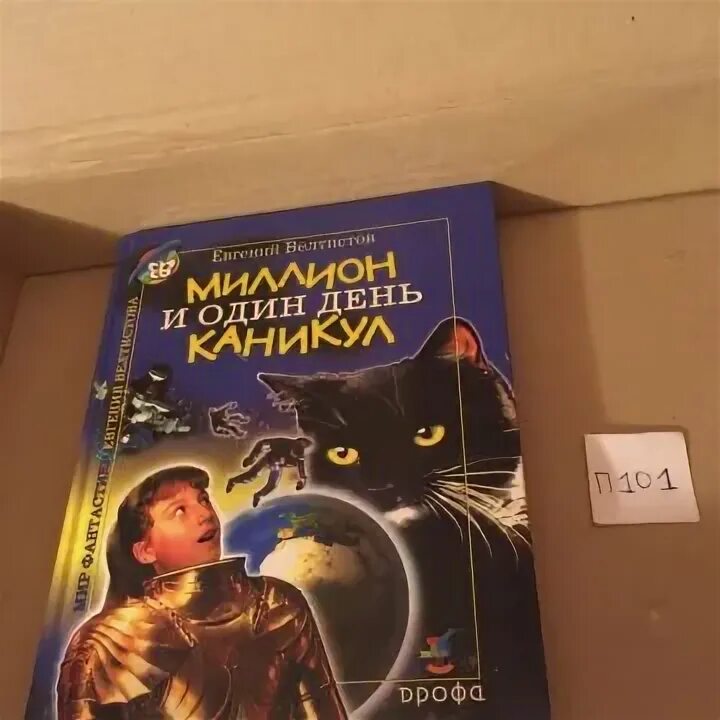 Евгений Велтистов
МИЛЛИОН
И ОДИН ДЕНЬ
КАНИКУЛ
МИР ФАНТАСТИКИ ЕВГЕНИЯ ВЕЛТИСТОВА
П101
ДРОФА